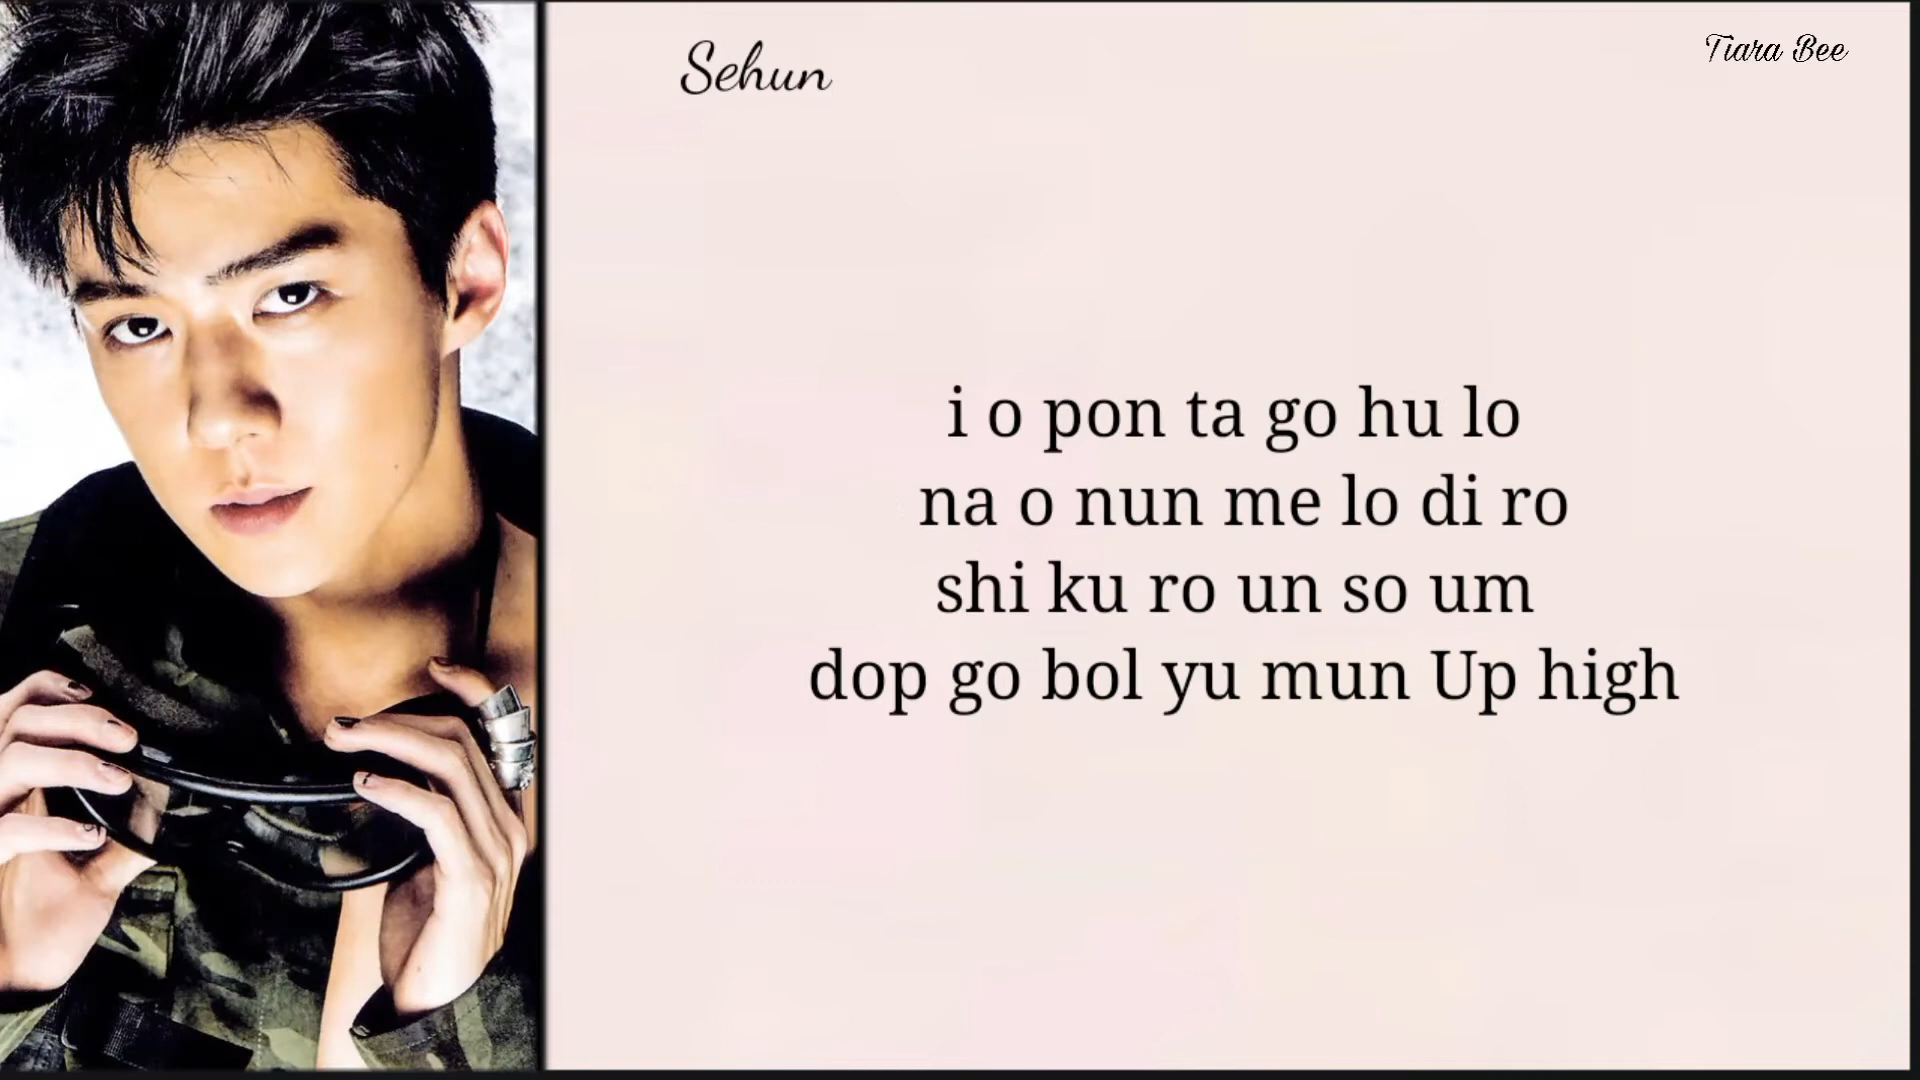 Sehun
Tiara Bee
i o pon ta go hu lo
na o nun me lo di ro
shi ku ro un so um
dop go bol yu mun Up high